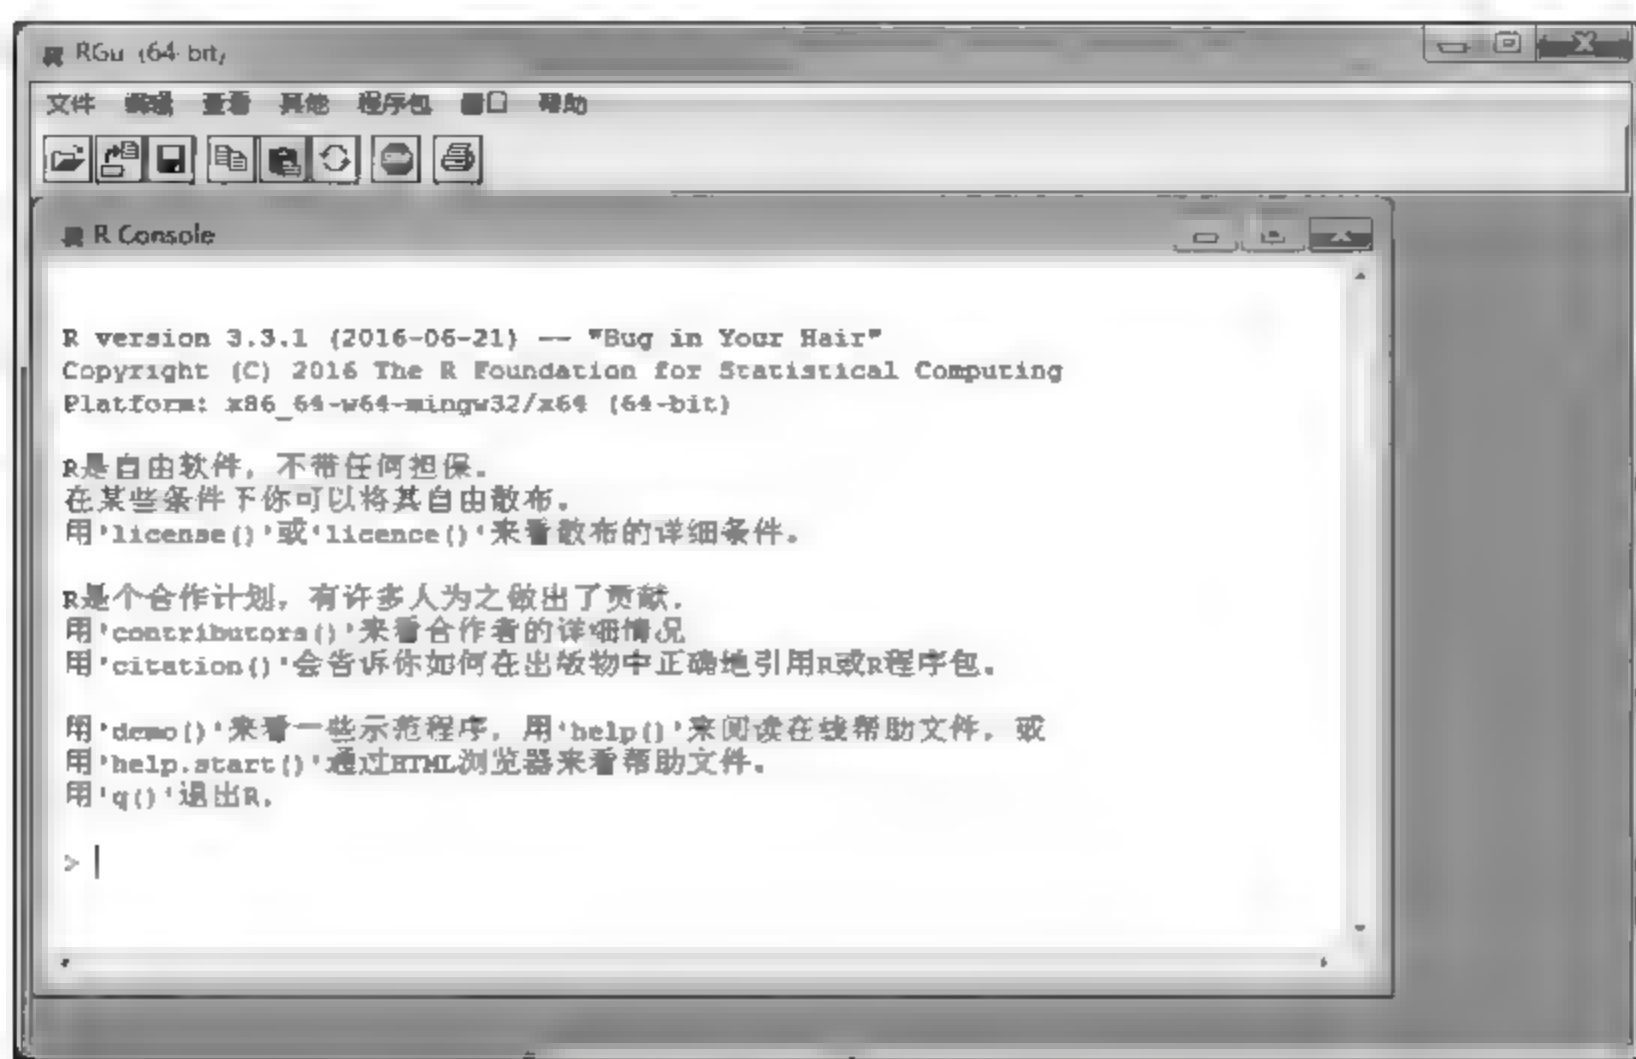 RGui (64-bit)
文件 编辑 查看 其他 程序包 窗口 帮助
R Console
R version 3.3.1 (2016-06-21) -- "Bug in Your Hair"
Copyright (C) 2016 The R Foundation for Statistical Computing
Platform: x86_64-w64-mingw32/x64 (64-bit)
R是自由软件，不带任何担保。
在某些条件下你可以将其自由散布。
用'license()'或'licence()'来看散布的详细条件。
R是个合作计划，有许多人为之做出了贡献.
用'contributors()'来看合作者的详细情况
用'citation()'会告诉你如何在出版物中正确地引用R或R程序包。
用'demo()'来看一些示范程序，用'help()'来阅读在线帮助文件，或
用'help.start()'通过HTML浏览器来看帮助文件。
用'q()'退出R.
>